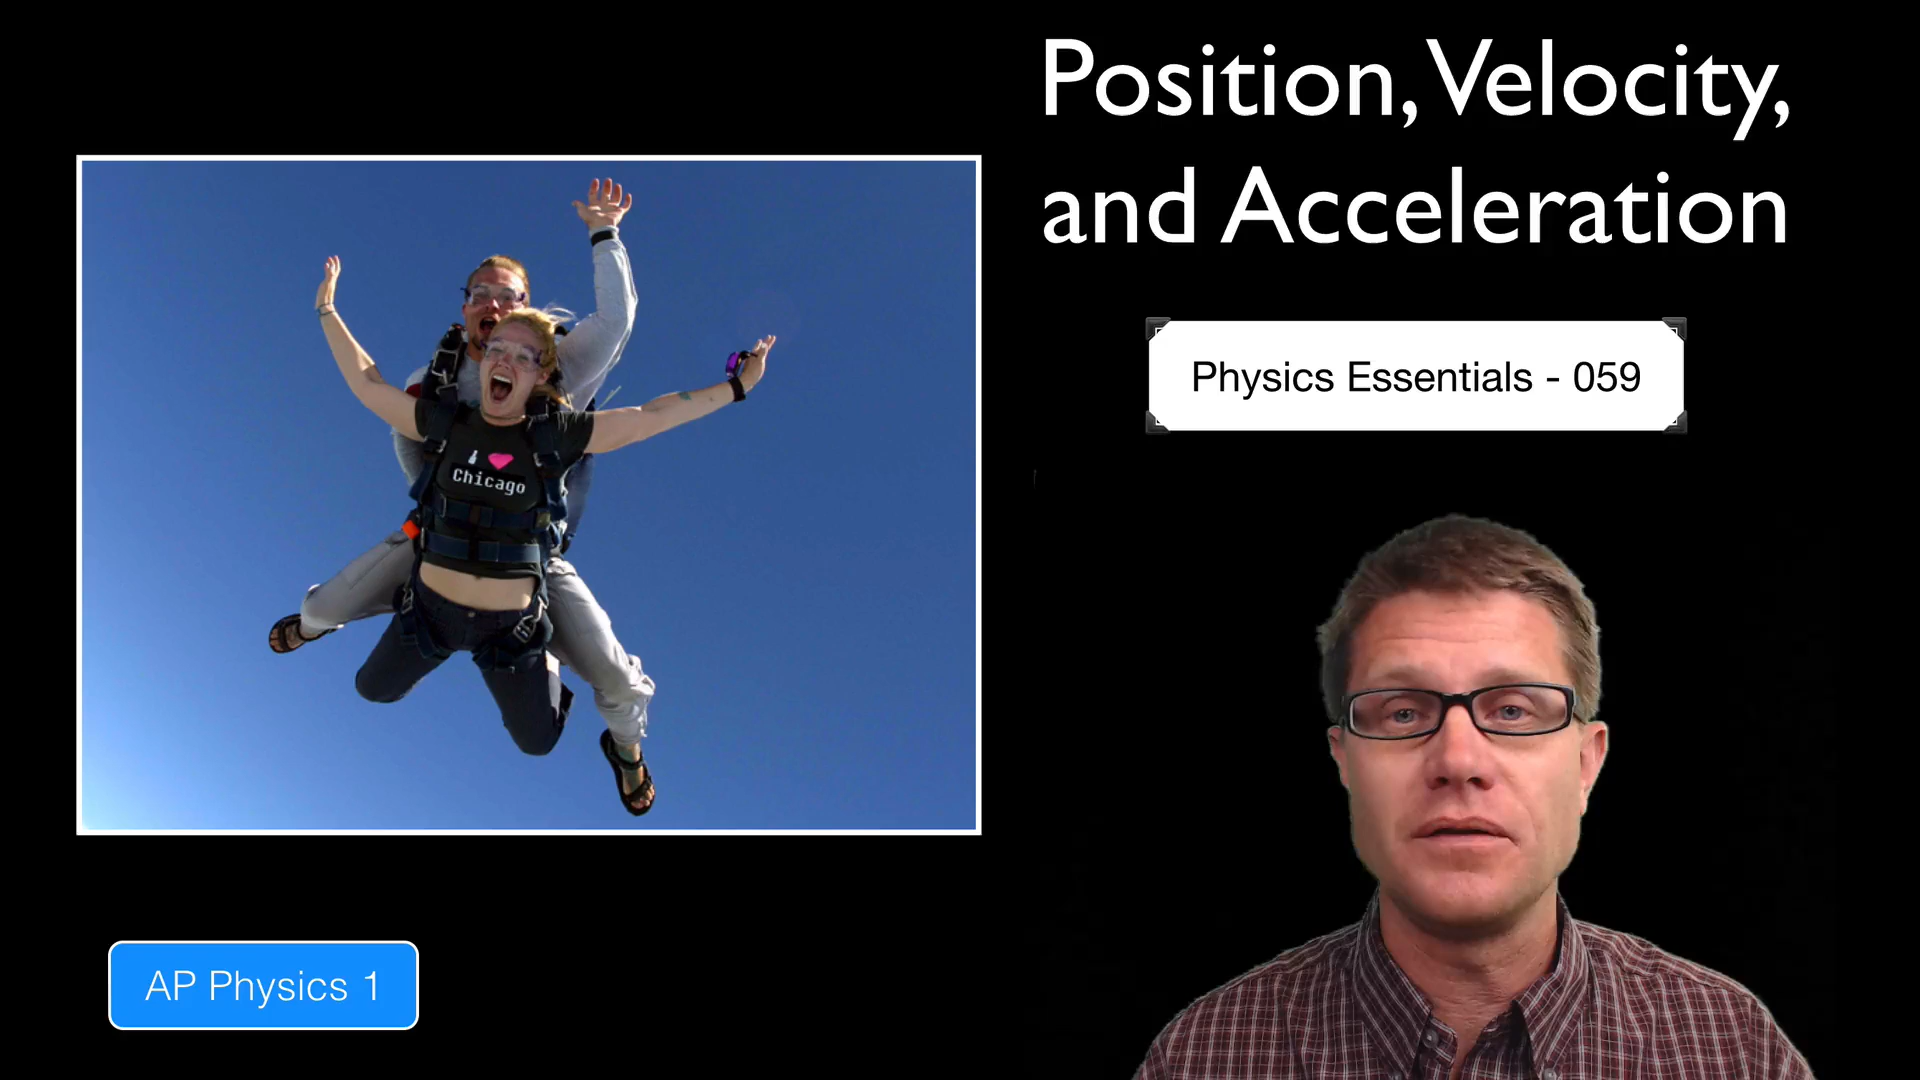 Position, Velocity,
and Acceleration
Physics Essentials - 059
I
Chicago
AP Physics 1